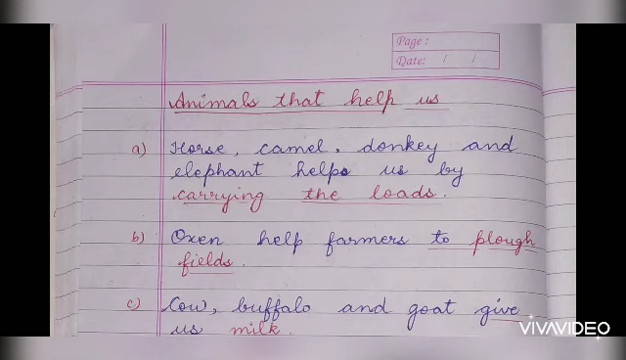 Page:
Date: / /
Animals that help us
a) Horse, camel, donkey and
elephant helps us by
carrying the loads.
b) Oxen help farmers to plough
fields.
c) Cow, buffalo and goat give
us milk.
VIVAVIDEO